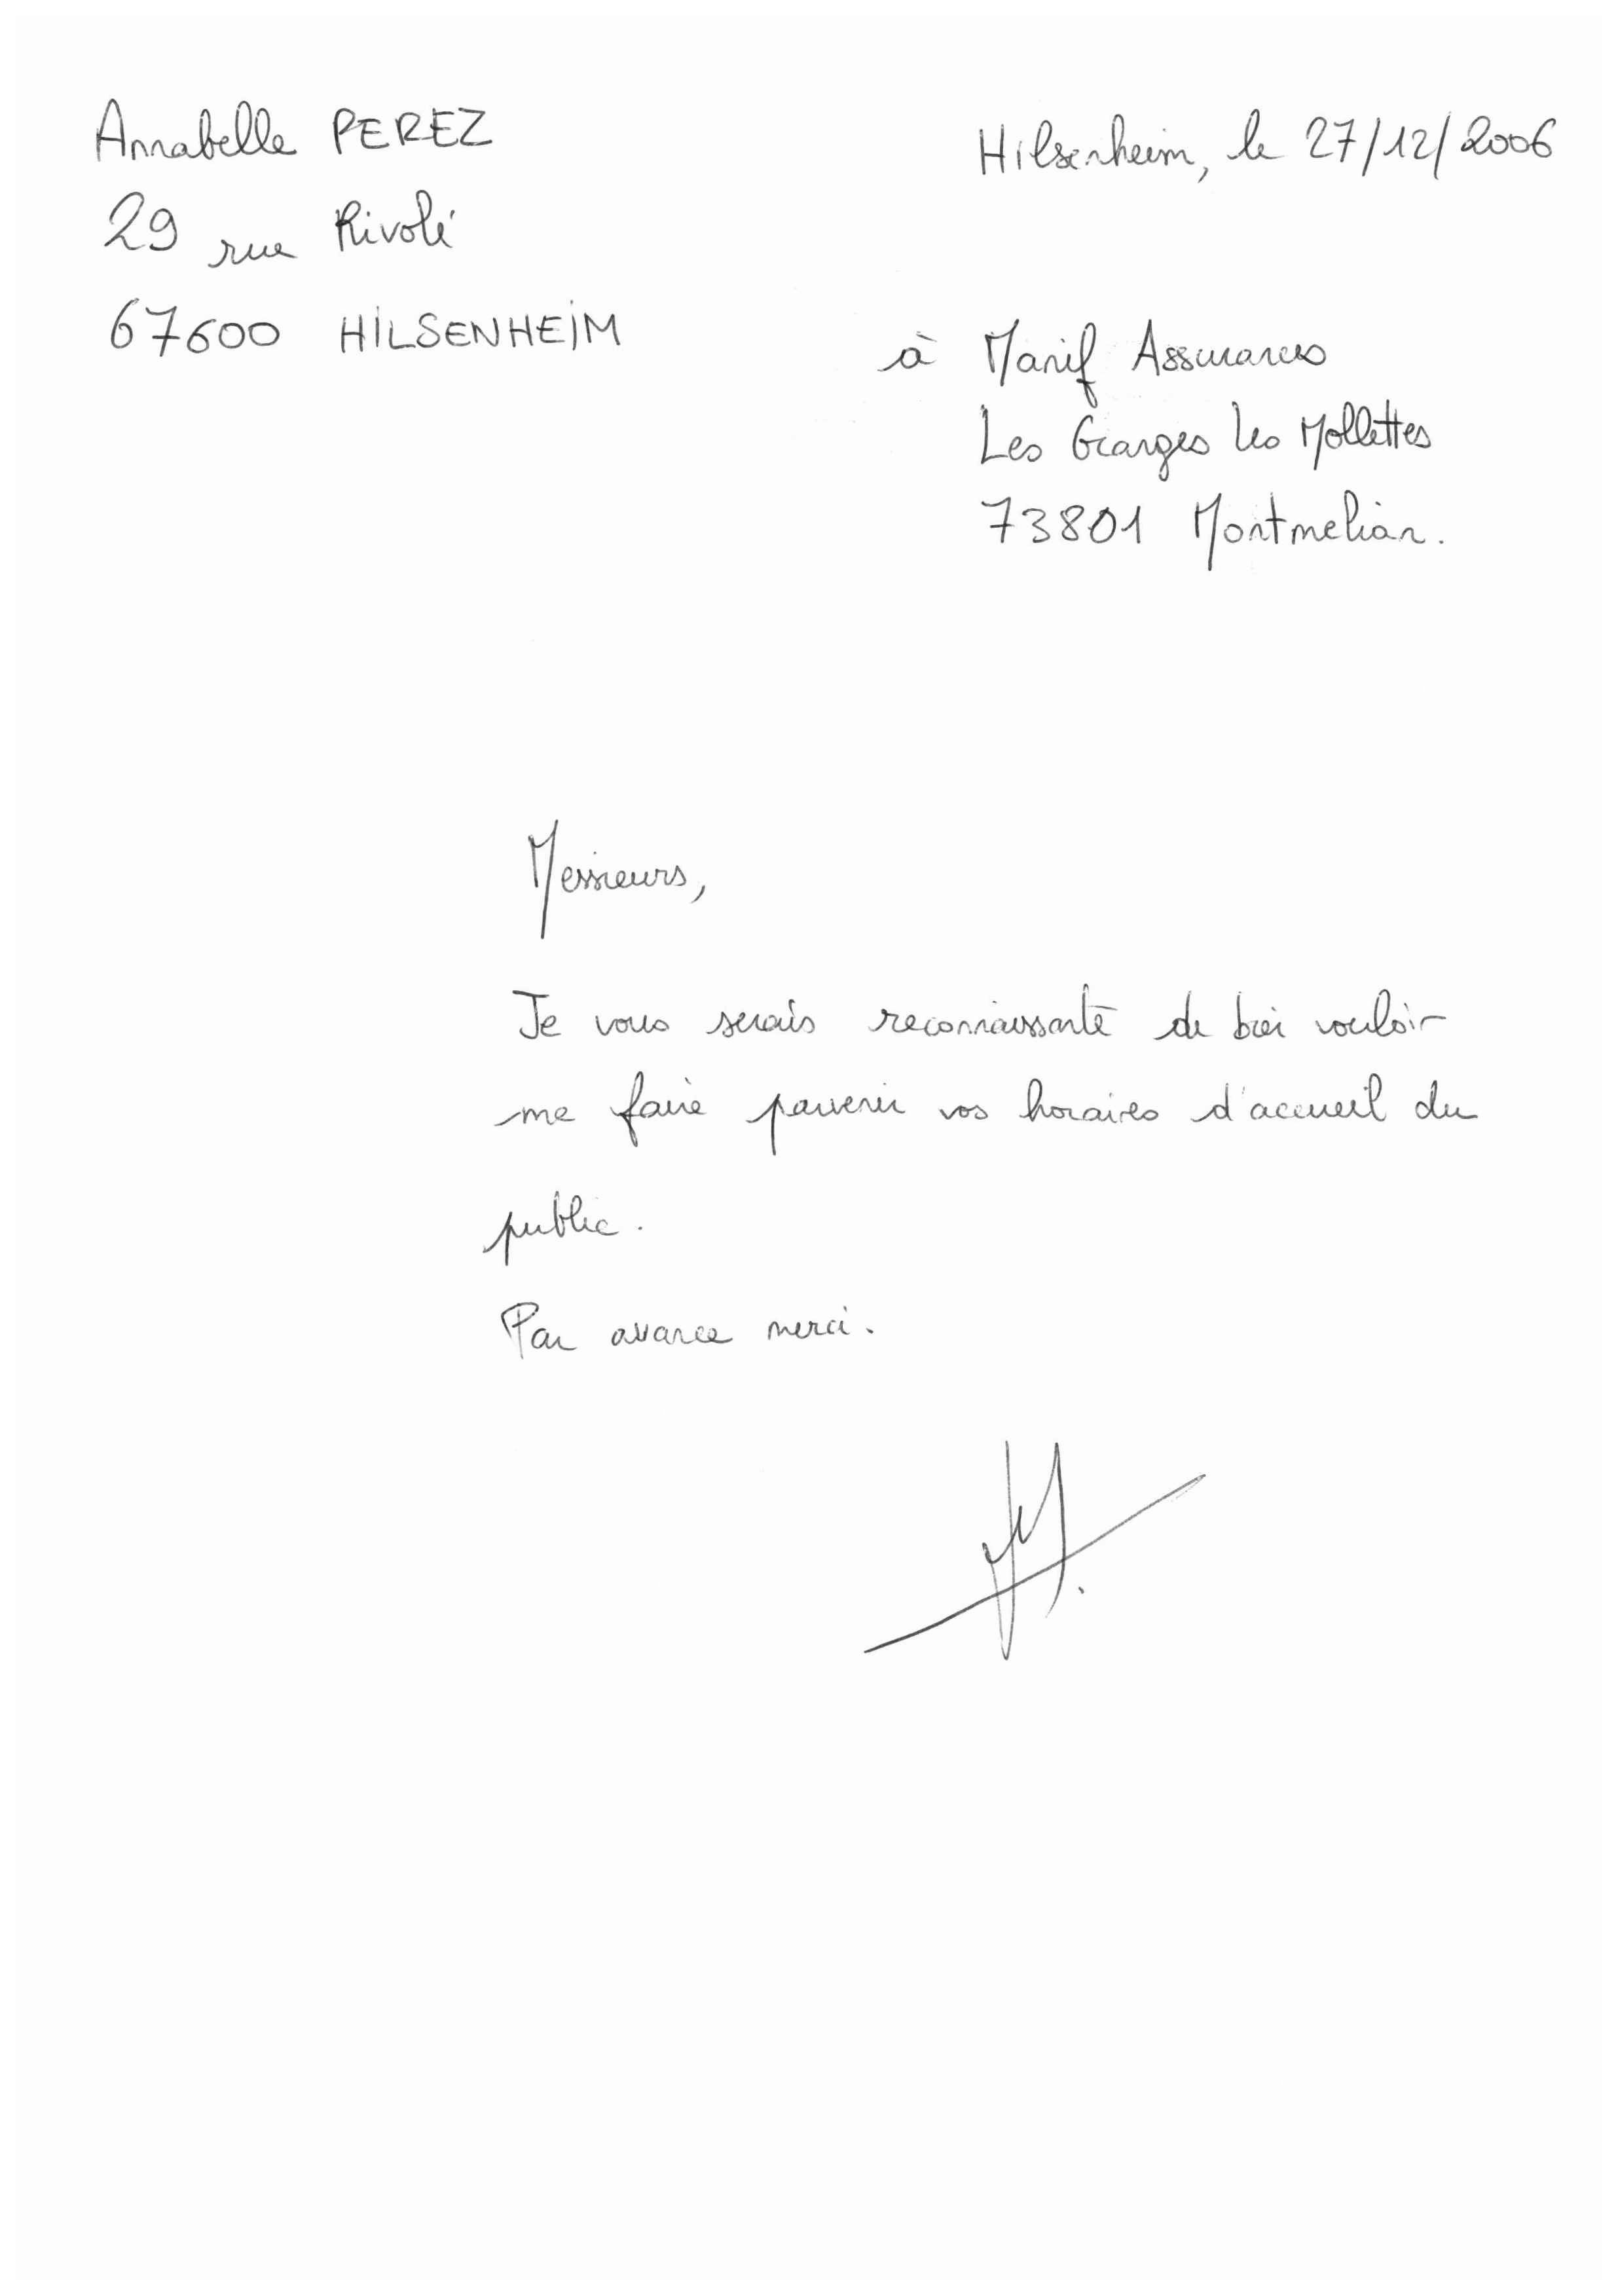 Annabelle PEREZ
29 rue Rivoli
67600 HILSENHEIM
Hilsenheim, le 27/12/2006
à Manif Assurances
Les Granges les Mollettes
73801 Montmelian.
Messieurs,
Je vous serais reconnaissante de bien vouloir
me faire parvenir vos horaires d'accueil du
public.
Par avance merci.